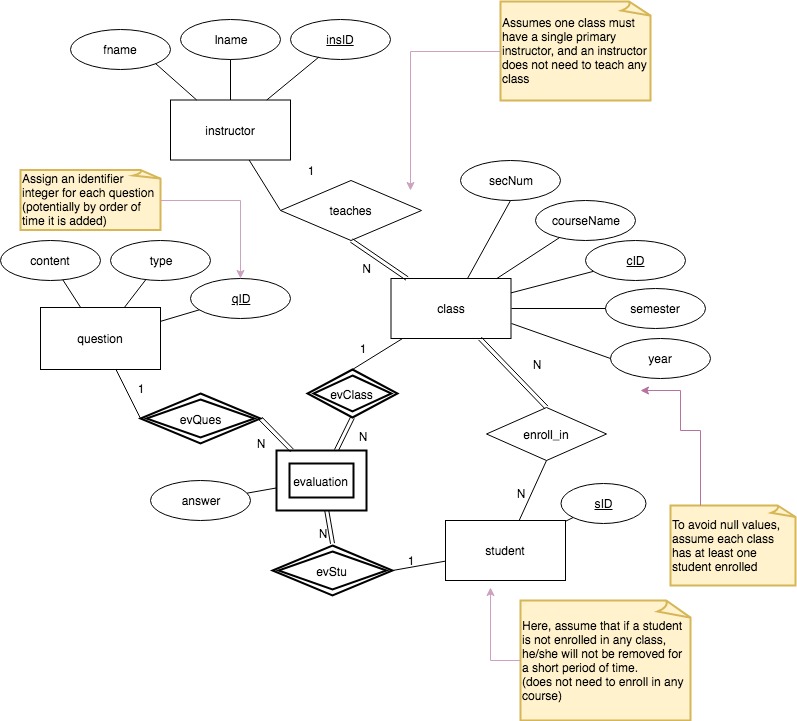 fname
lname
insID
Assumes one class must
have a single primary
instructor, and an instructor
does not need to teach any
class
instructor
1
teaches
N
Assign an identifier
integer for each question
(potentially by order of
time it is added)
secNum
courseName
cID
semester
year
class
content
type
qID
question
1
evQues
N
1
evClass
N
N
enroll_in
N
evaluation
answer
N
evStu
1
sID
student
To avoid null values,
assume each class
has at least one
student enrolled
Here, assume that if a student
is not enrolled in any class,
he/she will not be removed for
a short period of time.
(does not need to enroll in any
course)